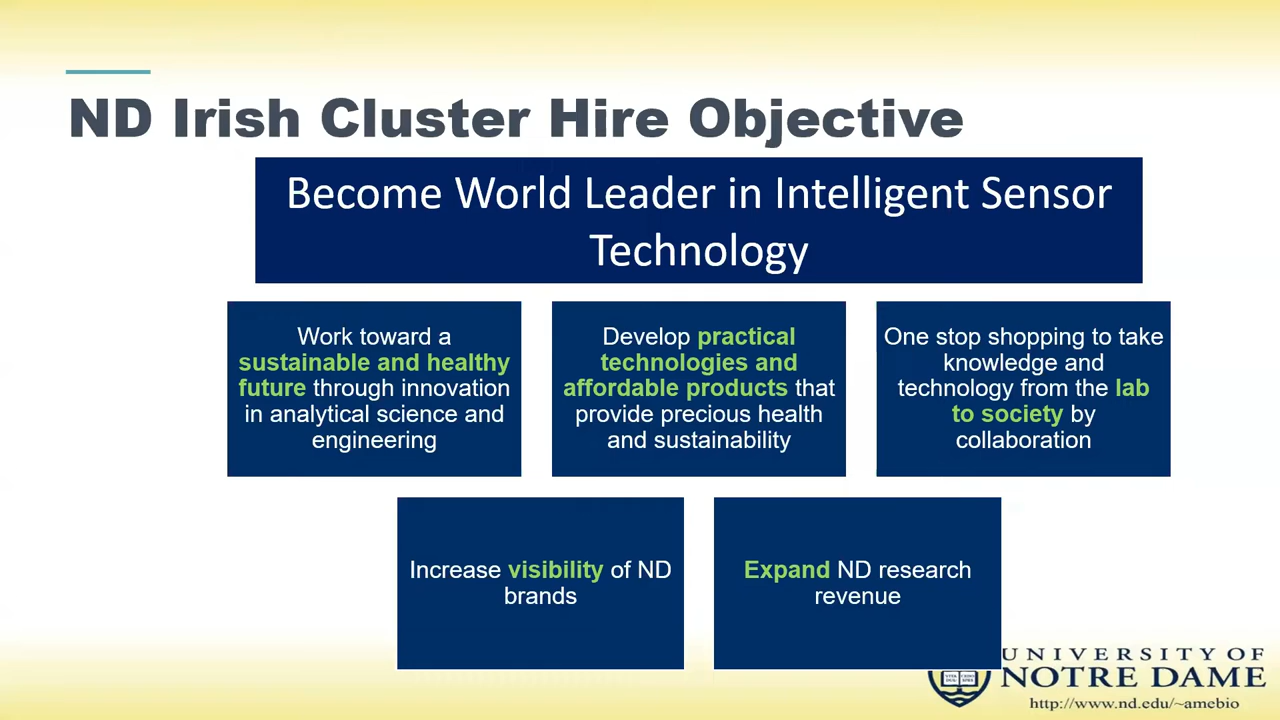 ND Irish Cluster Hire Objective
Become World Leader in Intelligent Sensor
Technology
Work toward a
sustainable and healthy
future through innovation
in analytical science and
engineering
Develop practical
technologies and
affordable products that
provide precious health
and sustainability
One stop shopping to take
knowledge and
technology from the lab
to society by
collaboration
Increase visibility of ND
brands
Expand ND research
revenue
UNIVERSITY OF
NOTRE DAME
http://www.nd.edu/~amebio